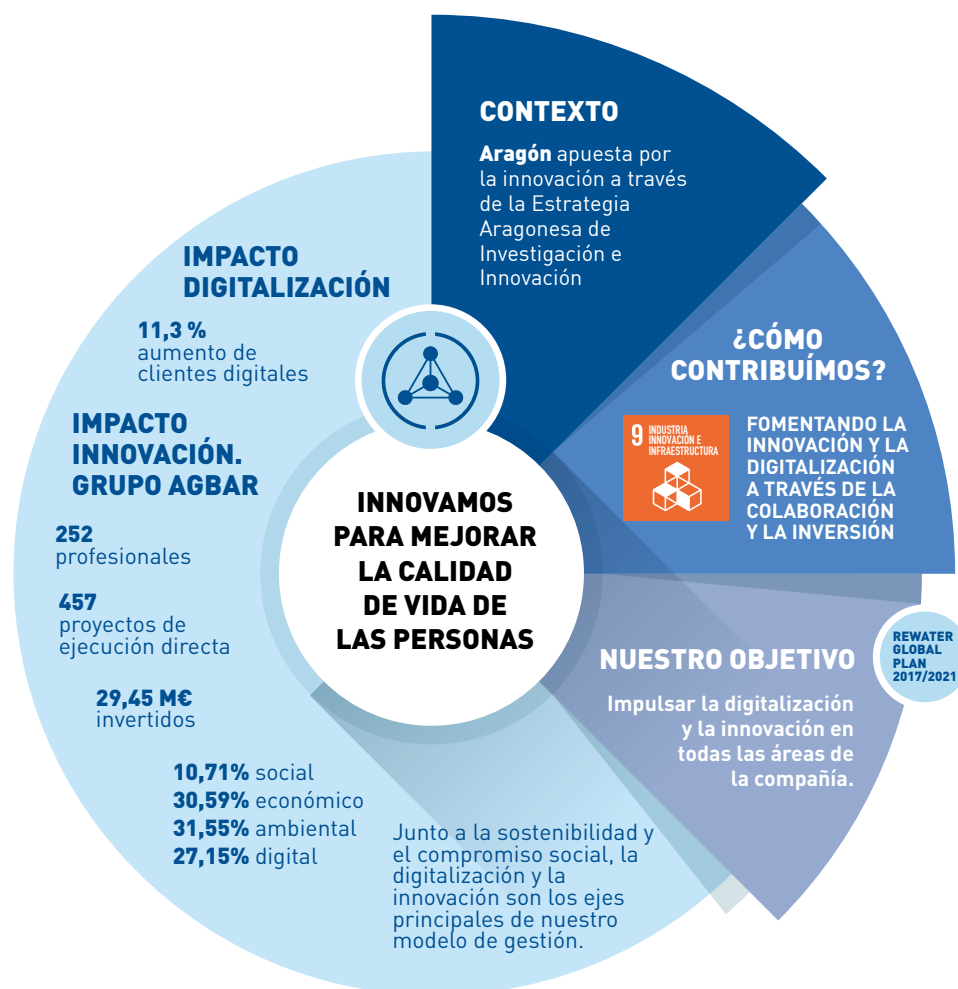 CONTEXTO
Aragón apuesta por
la innovación a través
de la Estrategia
Aragonesa de
Investigación e
Innovación
¿CÓMO
CONTRIBUÍMOS?
9 INDUSTRIA
INNOVACIÓN E
INFRAESTRUCTURA
FOMENTANDO LA
INNOVACIÓN Y LA
DIGITALIZACIÓN
A TRAVÉS DE LA
COLABORACIÓN
Y LA INVERSIÓN
NUESTRO OBJETIVO
Impulsar la digitalización
y la innovación en
todas las áreas de
la compañía.
REWATER
GLOBAL
PLAN
2017/2021
INNOVAMOS
PARA MEJORAR
LA CALIDAD
DE VIDA DE
LAS PERSONAS
IMPACTO
DIGITALIZACIÓN
11,3 %
aumento de
clientes digitales
IMPACTO
INNOVACIÓN.
GRUPO AGBAR
252
profesionales
457
proyectos de
ejecución directa
29,45 M€
invertidos
10,71% social
30,59% económico
31,55% ambiental
27,15% digital
Junto a la sostenibilidad y
el compromiso social, la
digitalización y la
innovación son los ejes
principales de nuestro
modelo de gestión.